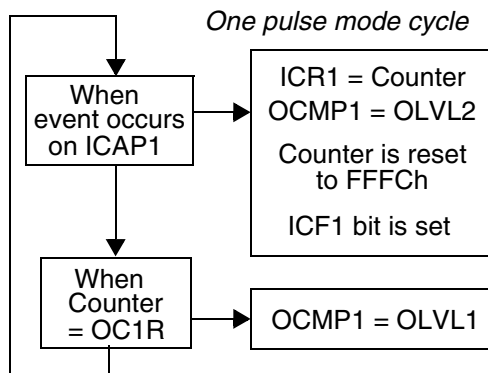 One pulse mode cycle
When
event occurs
on ICAP1
ICR1 = Counter
OCMP1 = OLVL2
Counter is reset
to FFFCh
ICF1 bit is set
When
Counter
= OC1R
OCMP1 = OLVL1